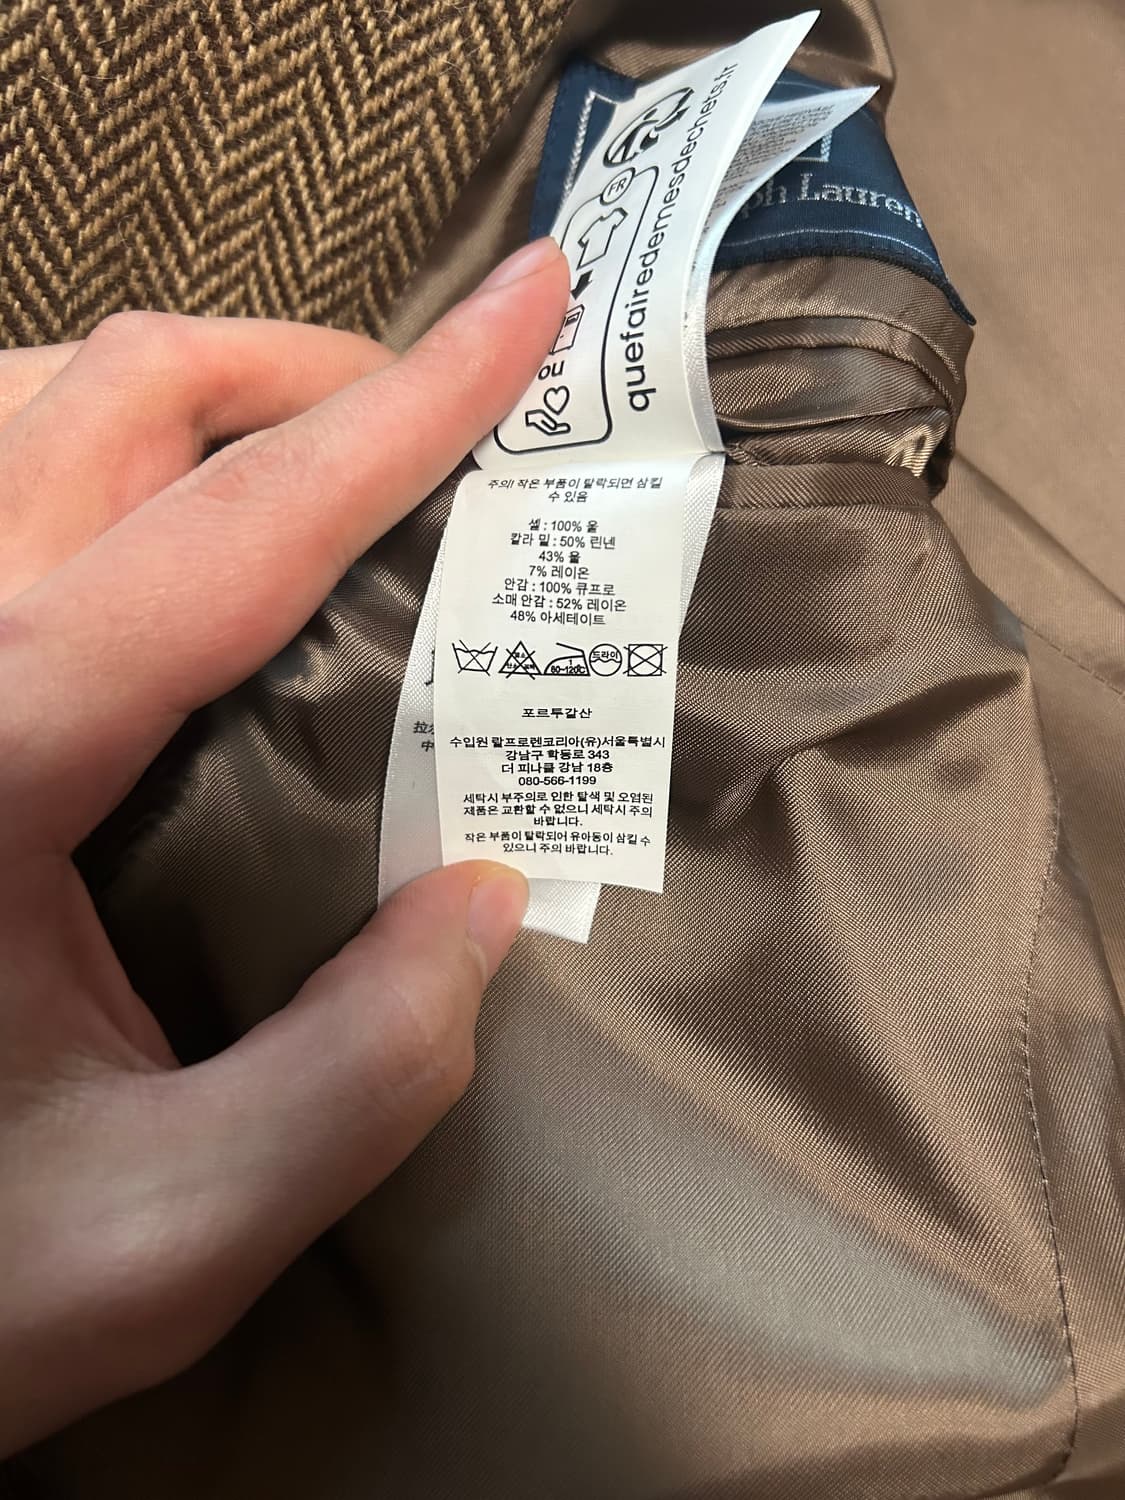 quefairedemesdechets.fr
FR
OU
Lauren
주의! 작은 부품이 탈락되면 삼킬
수 있음
셸 : 100% 울
칼라 밑 : 50% 린넨
43% 울
7% 레이온
안감 : 100% 큐프로
소매 안감 : 52% 레이온
48% 아세테이트
80~120℃
드라이
포르투갈산
수입원 랄프로렌코리아(유)서울특별시
강남구 학동로 343
더 피나클 강남 18층
080-566-1199
세탁시 부주의로 인한 탈색 및 오염된
제품은 교환할 수 없으니 세탁시 주의
바랍니다.
작은 부품이 탈락되어 유아동이 삼킬 수
있으니 주의 바랍니다.